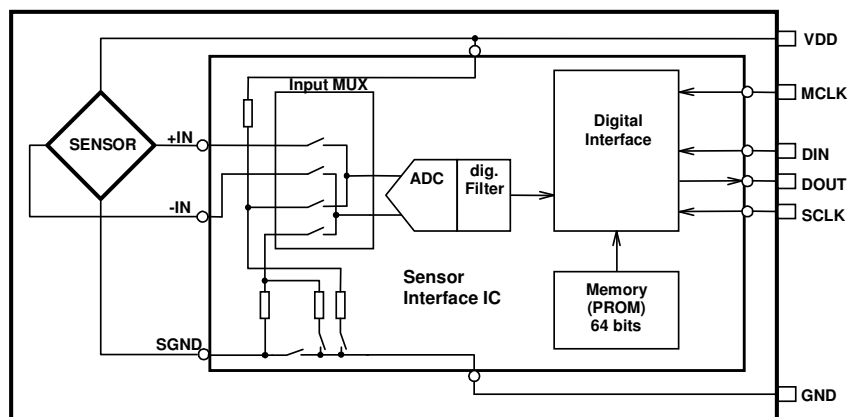 VDD
Input MUX
MCLK
Digital
Interface
+IN
SENSOR
DIN
ADC
dig.
Filter
DOUT
-IN
SCLK
Sensor
Interface IC
Memory
(PROM)
64 bits
SGND
GND